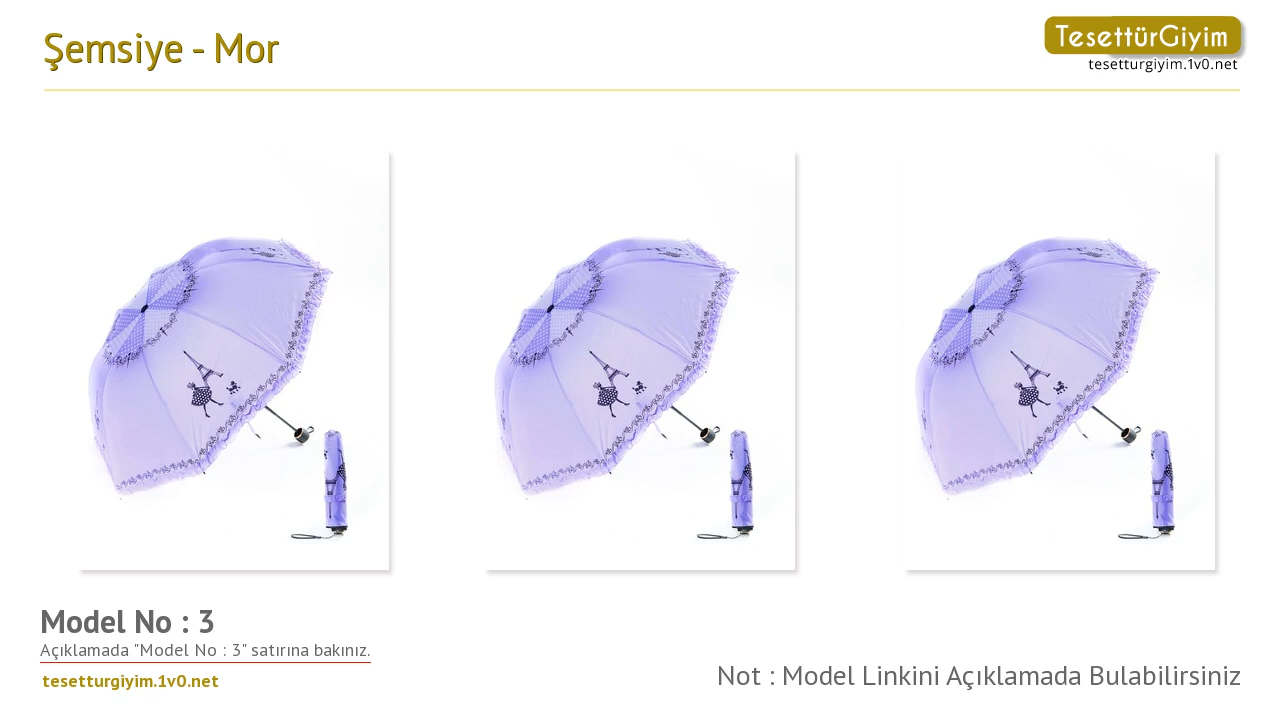 Şemsiye - Mor
TesettürGiyim
tesetturgiyim.1v0.net
Model No : 3
Açıklamada "Model No : 3" satırına bakınız.
tesetturgiyim.1v0.net
Not : Model Linkini Açıklamada Bulabilirsiniz